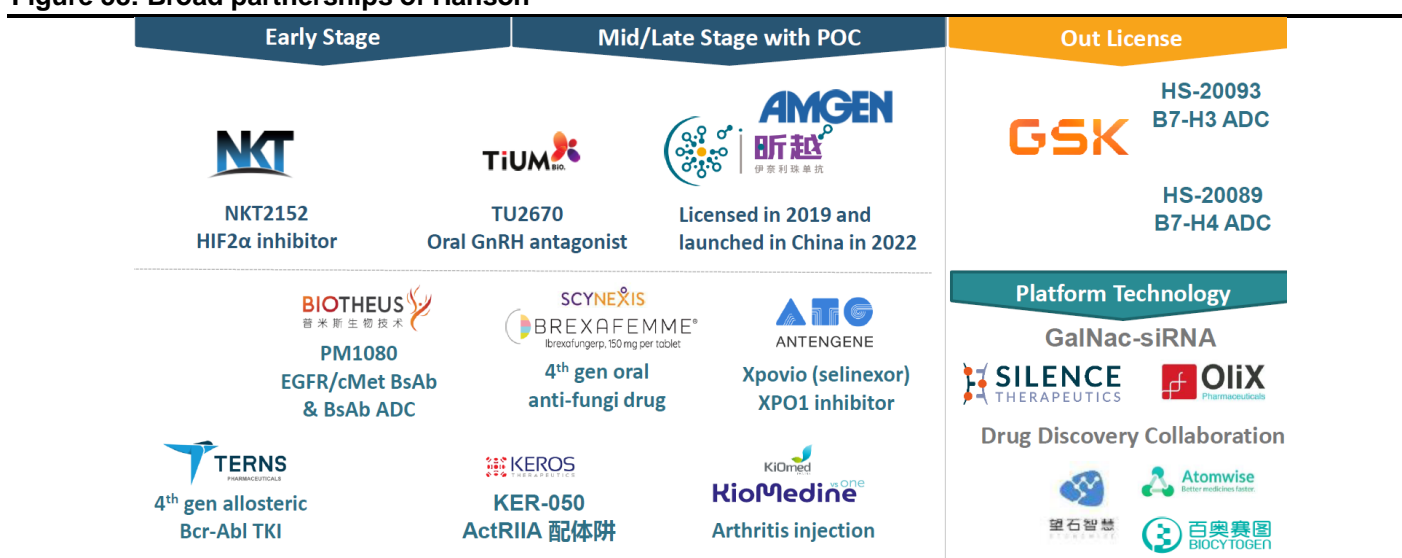 Figure 33: Broad partnerships of Hanson
Early Stage
Mid/Late Stage with POC
Out License
NKT
NKT2152
HIF2α inhibitor
TiUM BIO.
TU2670
Oral GnRH antagonist
AMGEN
昕越
伊奈利珠单抗
Licensed in 2019 and
launched in China in 2022
GSK
HS-20093
B7-H3 ADC
HS-20089
B7-H4 ADC
BIOTHEUS
普米斯生物技术
PM1080
EGFR/cMet BsAb
& BsAb ADC
SCYNEXIS
BREXAFEMME®
Ibrexafungerp, 150 mg per tablet
4th gen oral
anti-fungi drug
ATG
ANTENGENE
Xpovio (selinexor)
XPO1 inhibitor
TERNS
PHARMACEUTICALS
4th gen allosteric
Bcr-Abl TKI
KEROS
THERAPEUTICS
KER-050
ActRIIA 配体阱
KiOmed
KioMedine vs one
Arthritis injection
Platform Technology
GalNac-siRNA
SILENCE
THERAPEUTICS
OliX
Pharmaceuticals
Drug Discovery Collaboration
望石智慧
STONEWISE
Atomwise
Better medicines faster.
百奥赛图
BIOCYTOGEN